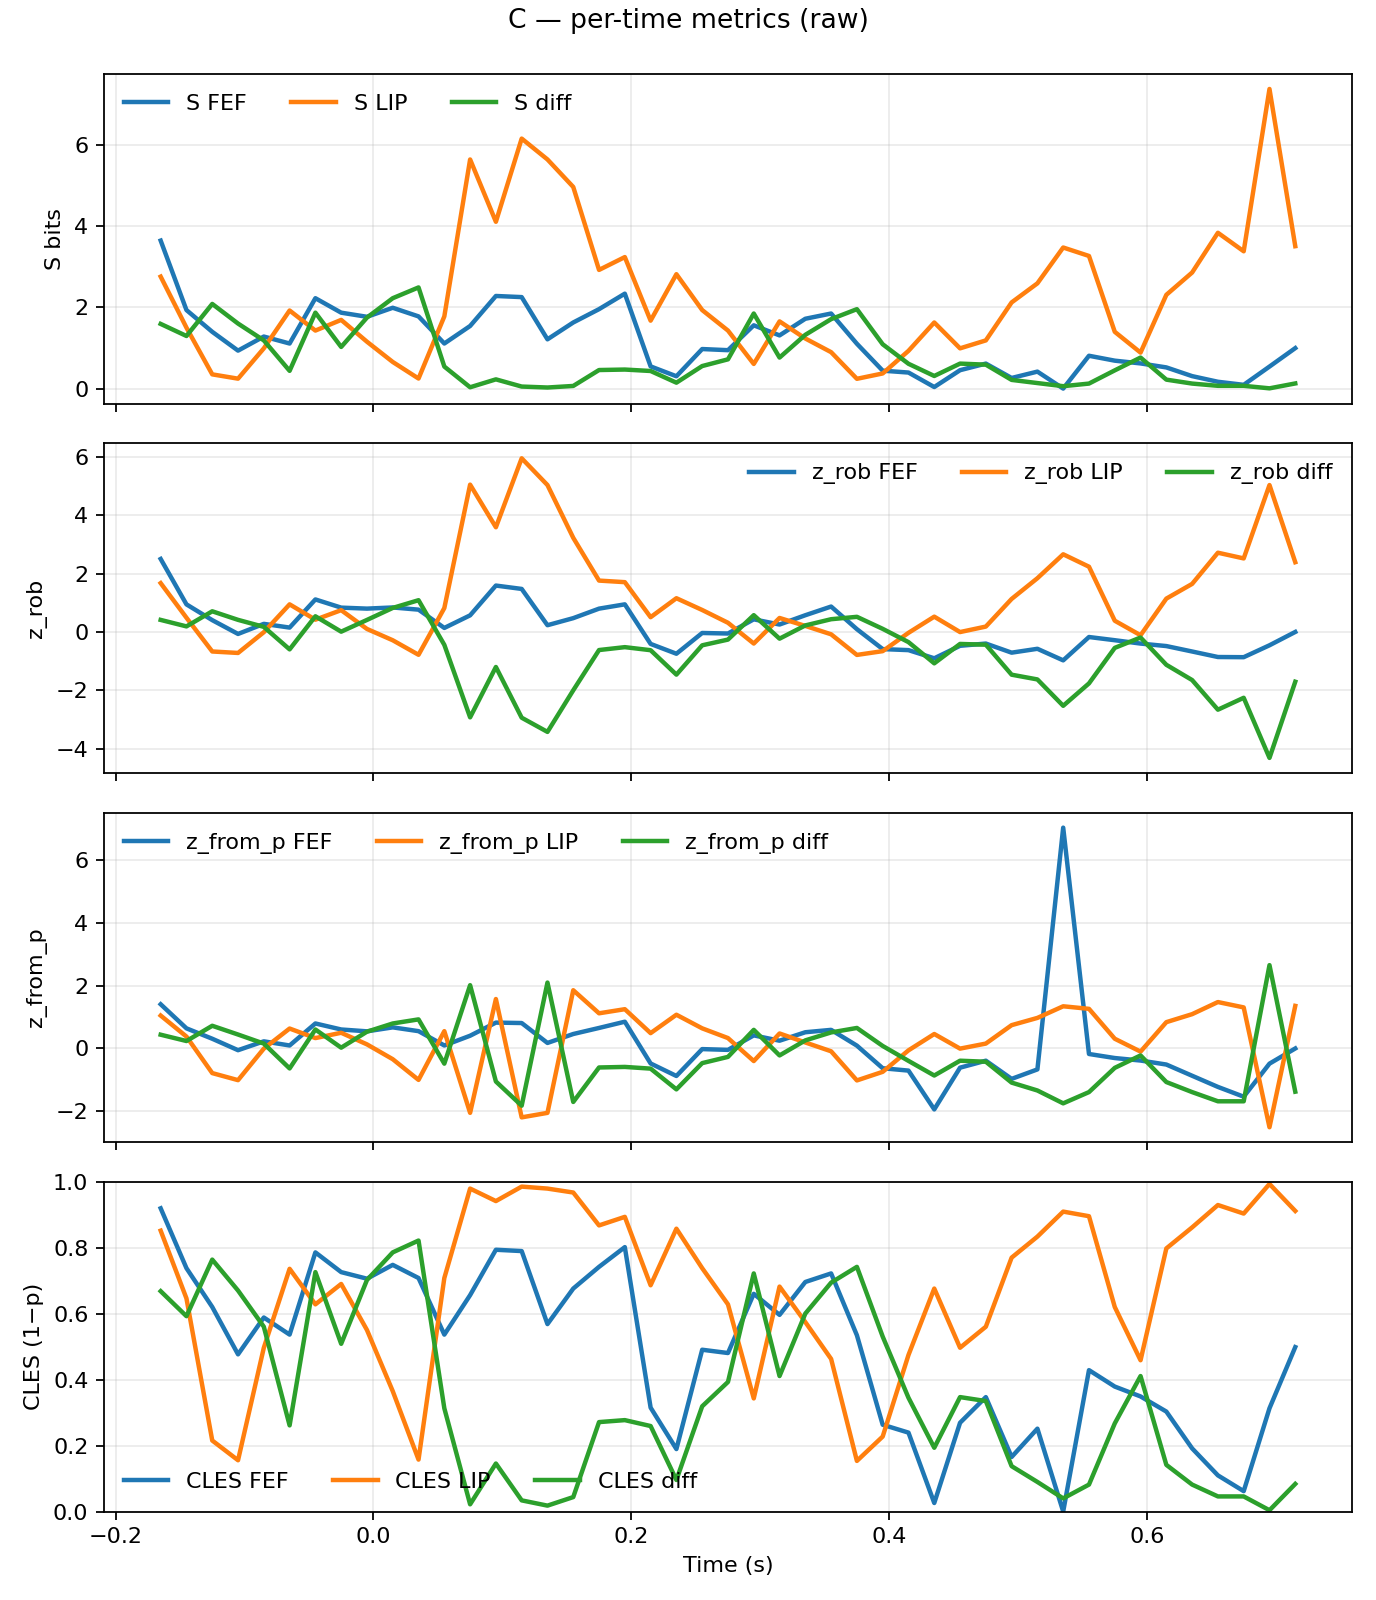 C — per-time metrics (raw)
S FEF S LIP S diff
6
4
2
0
S bits
z_rob FEF z_rob LIP z_rob diff
6
4
2
0
−2
−4
z_rob
z_from_p FEF z_from_p LIP z_from_p diff
6
4
2
0
−2
z_from_p
1.0
0.8
0.6
0.4
0.2
0.0
CLES (1−p)
CLES FEF CLES LIP CLES diff
−0.2 0.0 0.2 0.4 0.6
Time (s)